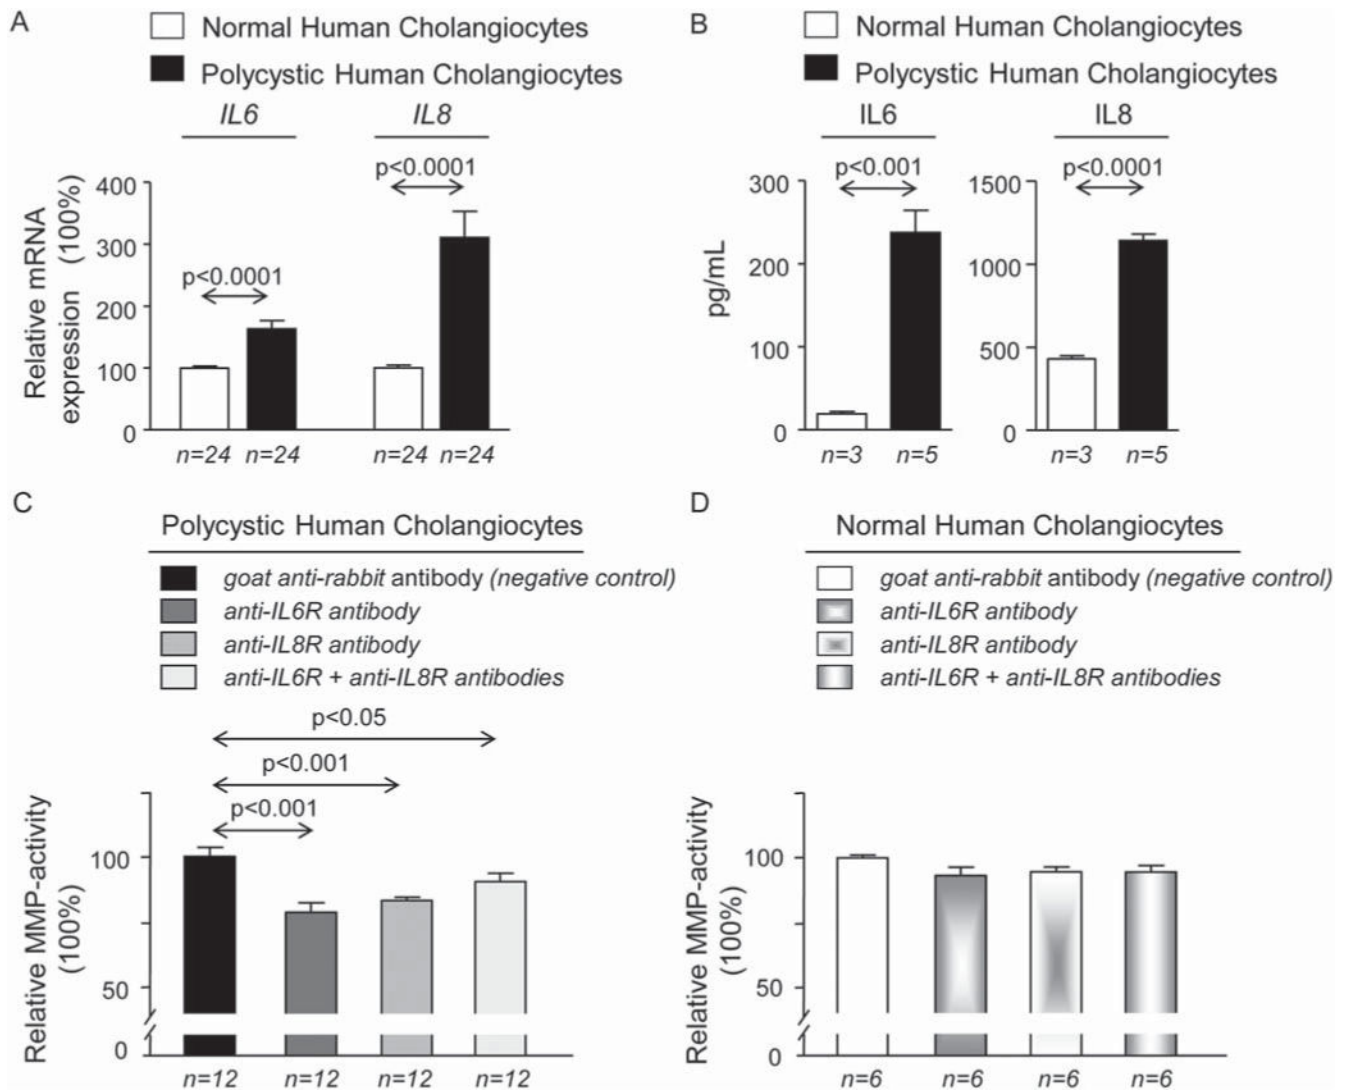 A
Normal Human Cholangiocytes
Polycystic Human Cholangiocytes
IL6
IL8
p<0.0001
p<0.0001
Relative mRNA
expression (100%)
400
300
200
100
0
n=24 n=24
n=24 n=24
B
Normal Human Cholangiocytes
Polycystic Human Cholangiocytes
IL6
IL8
p<0.001
p<0.0001
pg/mL
300
200
100
0
1500
1000
500
0
n=3
n=5
n=3
n=5
C
Polycystic Human Cholangiocytes
goat anti-rabbit antibody (negative control)
anti-IL6R antibody
anti-IL8R antibody
anti-IL6R + anti-IL8R antibodies
p<0.05
p<0.001
p<0.001
Relative MMP-activity
(100%)
100
50
0
n=12
n=12
n=12
n=12
D
Normal Human Cholangiocytes
goat anti-rabbit antibody (negative control)
anti-IL6R antibody
anti-IL8R antibody
anti-IL6R + anti-IL8R antibodies
Relative MMP-activity
(100%)
100
50
0
n=6
n=6
n=6
n=6